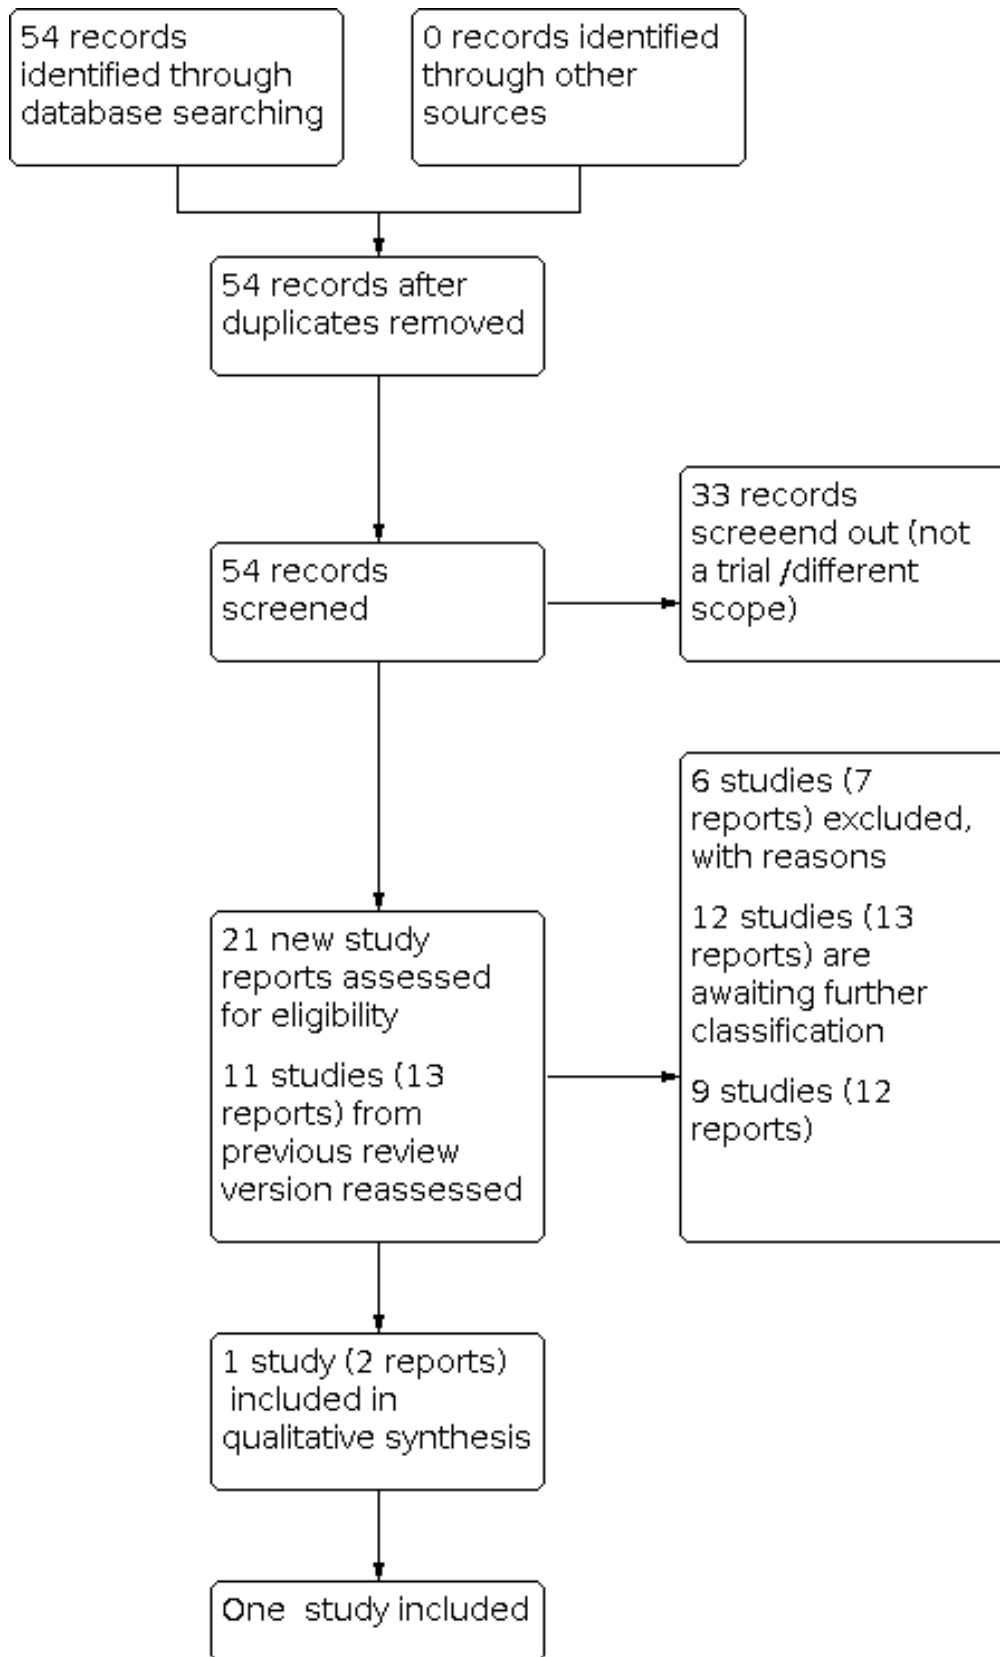 54 records
identified through
database searching
0 records identified
through other
sources
54 records after
duplicates removed
54 records
screened
33 records
screeend out (not
a trial /different
scope)
21 new study
reports assessed
for eligibility
11 studies (13
reports) from
previous review
version reassessed
6 studies (7
reports) excluded,
with reasons
12 studies (13
reports) are
awaiting further
classification
9 studies (12
reports)
1 study (2 reports)
included in
qualitative synthesis
One study included